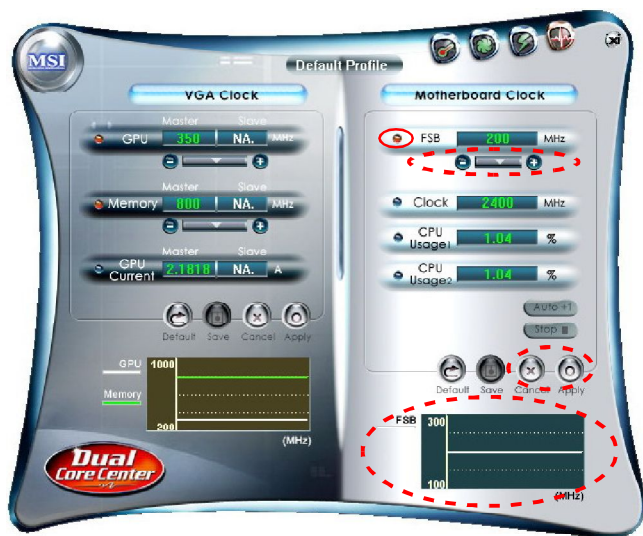 MSI
Default Profile
xi
VGA Clock
Master Slave
GPU 350 NA. MHz
Master Slave
Memory 800 NA. MHz
Master Slave
GPU Current 2.1818 NA. A
Default Save Cancel Apply
GPU 1000
Memory
200
(MHz)
Dual
Core Center
Motherboard Clock
FSB 200 MHz
Clock 2400 MHz
CPU Usage1 1.04 %
CPU Usage2 1.04 %
Auto +1
Stop
Default Save Cancel Apply
FSB 300
100
(MHz)